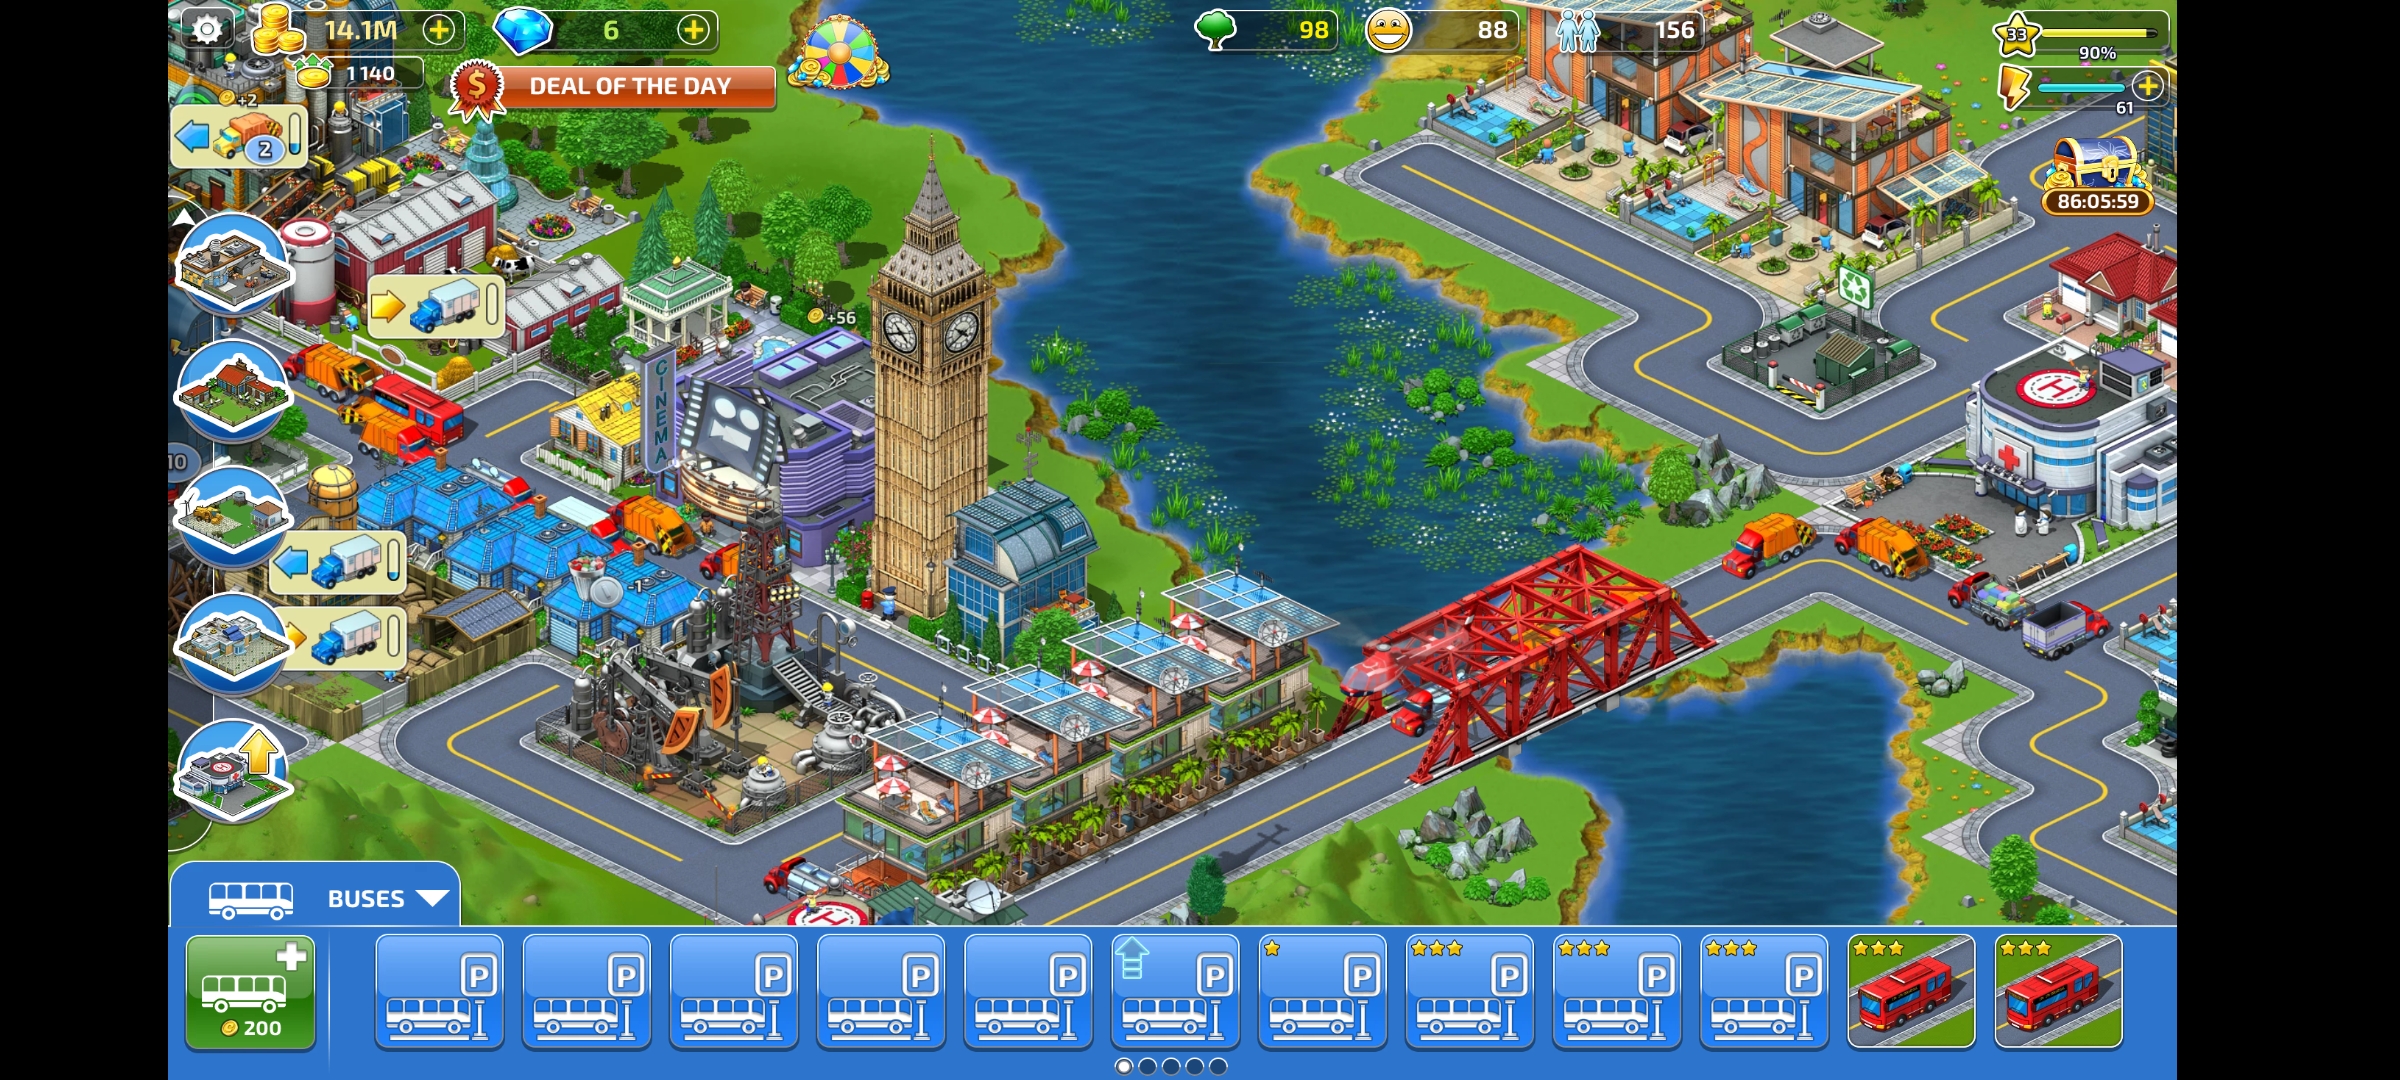 14.1M
6
98
88
156
33
90%
1140
DEAL OF THE DAY
61
+2
2
86:05:59
+56
CINEMA
10
-1
H
H
BUSES
200
P
P
P
P
P
P
P
P
P
P